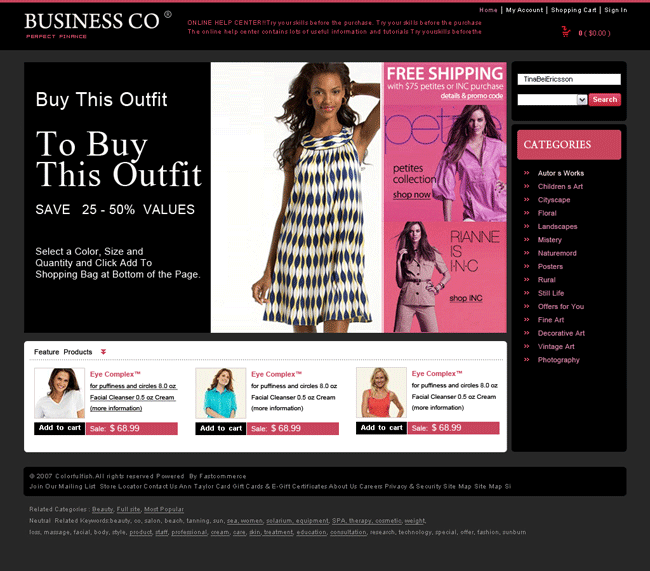 BUSINESS CO ®
PERFECT FINANCE
ONLINE HELP CENTER!!Try yourskills before the purchase. Try your skills before the purchase
The online help center contains lots of useful information and tutorials Try yourskills beforethe
Home | My Account | Shopping Cart | Sign In
0 ( $0.00 )
Buy This Outfit
To Buy
This Outfit
SAVE 25 - 50% VALUES
Select a Color, Size and
Quantity and Click Add To
Shopping Bag at Bottom of the Page.
FREE SHIPPING
with $75 petites or INC purchase
details & promo code
petite
petites
collection
shop now
RIANNE
IS
I·N·C
shop INC
TinaBelEricsson
Search
CATEGORIES
Autor s Works
Children s Art
Cityscape
Floral
Landscapes
Mistery
Naturemord
Posters
Rural
Still Life
Offers for You
Fine Art
Decorative Art
Vintage Art
Photography
Feature Products
Eye Complex™
for puffiness and circles 8.0 oz
Facial Cleanser 0.5 oz Cream
(more information)
Add to cart
Sale: $ 68.99
Eye Complex™
for puffiness and circles 8.0 oz
Facial Cleanser 0.5 oz Cream
(more information)
Add to cart
Sale: $ 68.99
Eye Complex™
for puffiness and circles 8.0 oz
Facial Cleanser 0.5 oz Cream
(more information)
Add to cart
Sale: $ 68.99
© 2007 Colorfultish.All rights reserved Powered By Fastcommerce
Join Our Mailing List Store Locator Contact Us Ann Taylor Card Gift Cards & E-Gift Certificates About Us Careers Privacy & Security Site Map Site Map Si
Related Categories : Beauty, Full site, Most Popular
Neutial Related Keywords:beauty, co, salon, beach, tanning, sun, sea, women, solarium, equipment, SPA, therapy, cosmetic, weight,
loss, massage, facial, body, style, product, staff, professional, cream, care, skin, treatment, education, consultation, research, technology, special, offer, fashion, sunburn